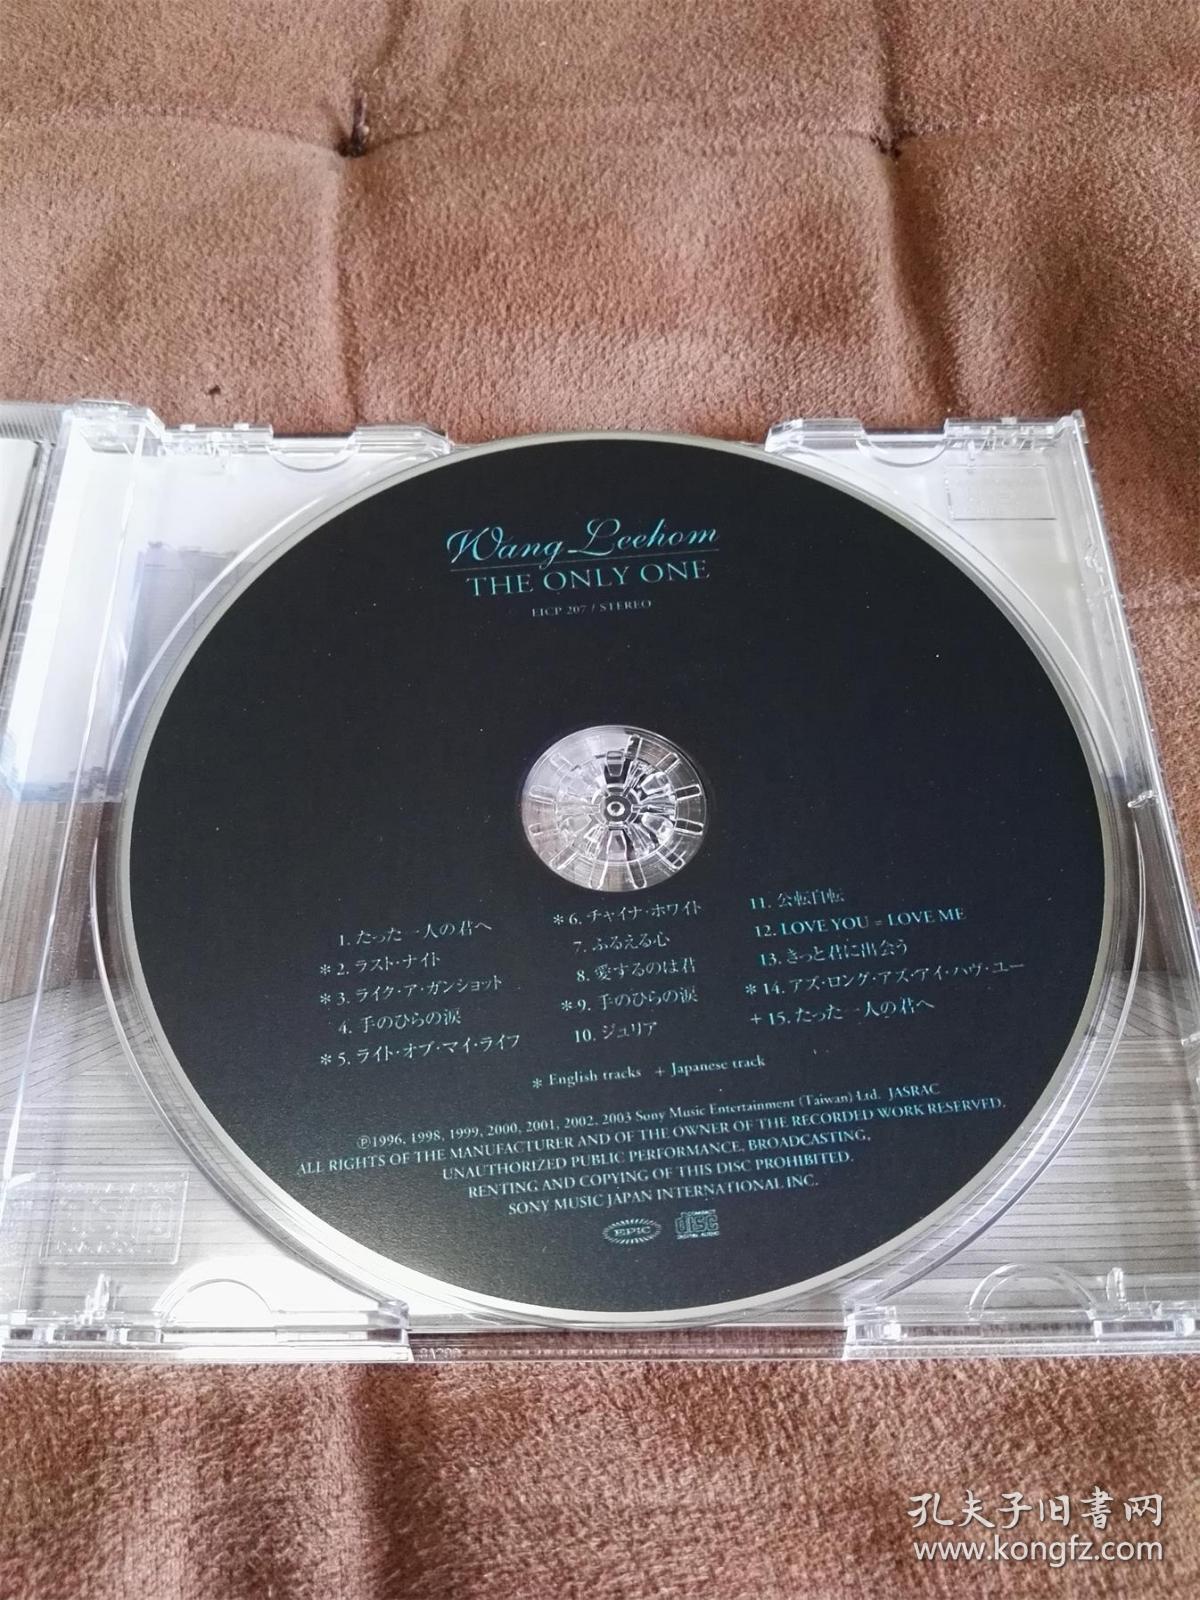 Wang Leehom
THE ONLY ONE
EICP 207 / STEREO
1. たった一人の君へ
*2. ラスト・ナイト
*3. ライク・ア・ガンショット
4. 手のひらの涙
*5. ライト・オブ・マイ・ライフ
*6. チャイナ・ホワイト
7. ふるえる心
8. 愛するのは君
*9. 手のひらの涙
10. ジュリア
11. 公転自転
12. LOVE YOU = LOVE ME
13. きっと君に出会う
*14. アズ・ロング・アズ・アイ・ハヴ・ユー
+15. たった一人の君へ
* English tracks + Japanese track
Ⓟ1996, 1998, 1999, 2000, 2001, 2002, 2003 Sony Music Entertainment (Taiwan) Ltd. JASRAC
ALL RIGHTS OF THE MANUFACTURER AND OF THE OWNER OF THE RECORDED WORK RESERVED.
UNAUTHORIZED PUBLIC PERFORMANCE, BROADCASTING,
RENTING AND COPYING OF THIS DISC PROHIBITED.
SONY MUSIC JAPAN INTERNATIONAL INC.
EPIC
COMPACT
disc
DIGITAL AUDIO
孔夫子旧书网
www.kongfz.com